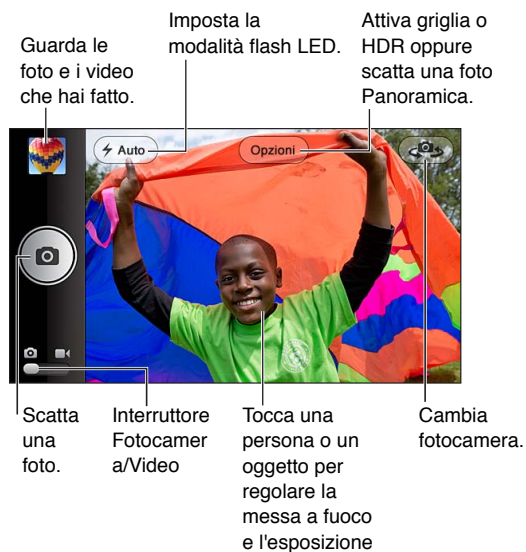 Guarda le
foto e i video
che hai fatto.
Imposta la
modalità flash LED.
Attiva griglia o
HDR oppure
scatta una foto
Panoramica.
Auto
Opzioni
Scatta
una
foto.
Interruttore
Fotocamer
a/Video
Tocca una
persona o un
oggetto per
regolare la
messa a fuoco
e l'esposizione
Cambia
fotocamera.